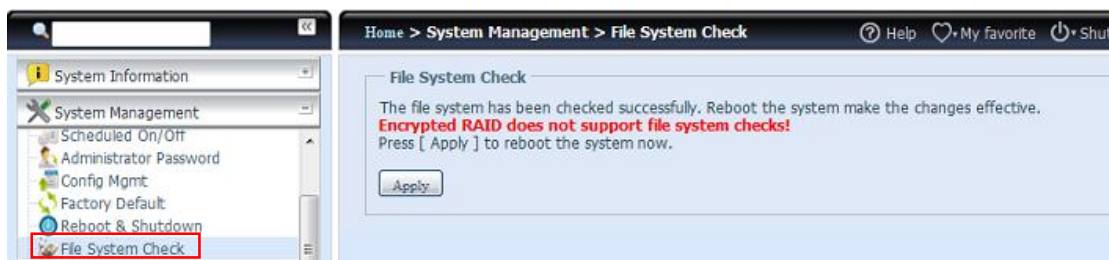 Home > System Management > File System Check
Help
My favorite
Shut
System Information
System Management
Scheduled On/Off
Administrator Password
Config Mgmt
Factory Default
Reboot & Shutdown
File System Check
File System Check
The file system has been checked successfully. Reboot the system make the changes effective.
Encrypted RAID does not support file system checks!
Press [ Apply ] to reboot the system now.
Apply